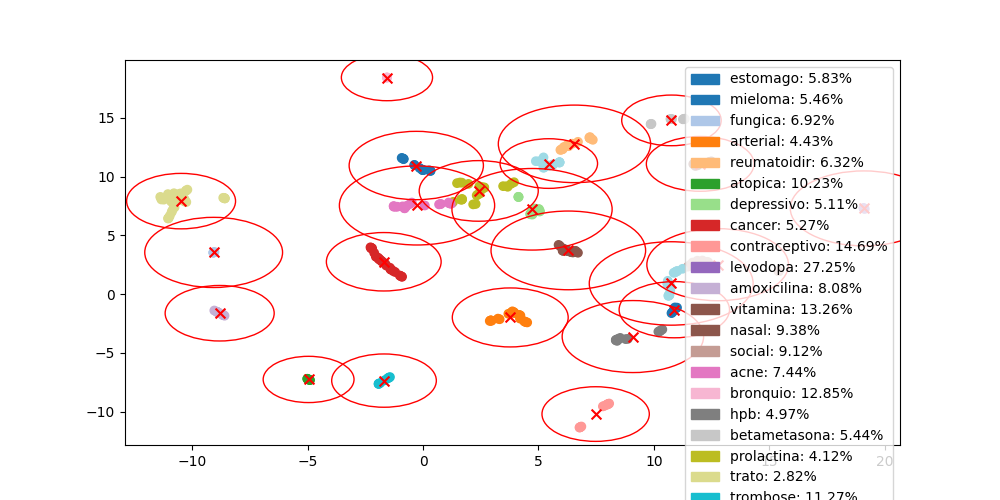 estomago: 5.83%
mieloma: 5.46%
fungica: 6.92%
arterial: 4.43%
reumatoidir: 6.32%
atopica: 10.23%
depressivo: 5.11%
cancer: 5.27%
contraceptivo: 14.69%
levodopa: 27.25%
amoxicilina: 8.08%
vitamina: 13.26%
nasal: 9.38%
social: 9.12%
acne: 7.44%
bronquio: 12.85%
hpb: 4.97%
betametasona: 5.44%
prolactina: 4.12%
trato: 2.82%
trombose: 11.27%
15
10
5
0
−5
−10
−10 −5 0 5 10 15 20